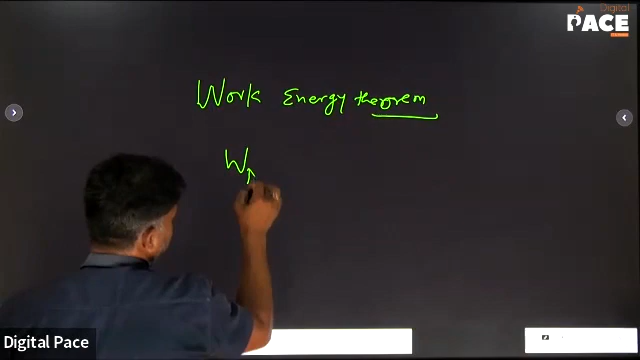 Digital
PACE
Work Energy theorem
W
Digital Pace